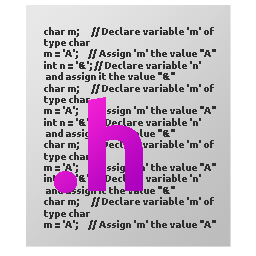 char m;    // Declare variable 'm' of
type char
m = 'A';    // Assign 'm' the value "A"
int n = '&'; // Declare variable 'n'
and assign it the value "&"
char m;    // Declare variable 'm' of
type char
m = 'A';    // Assign 'm' the value "A"
int n = '&'; // Declare variable 'n'
and assign it the value "&"
char m;    // Declare variable 'm' of
type char
m = 'A';    // Assign 'm' the value "A"
int n = '&'; // Declare variable 'n'
and assign it the value "&"
char m;    // Declare variable 'm' of
type char
m = 'A';    // Assign 'm' the value "A"
.h